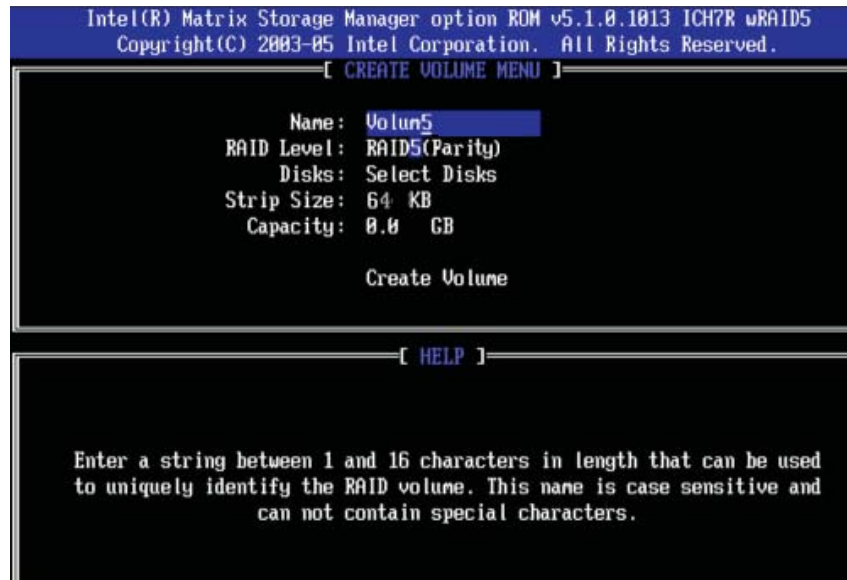 Intel(R) Matrix Storage Manager option ROM v5.1.0.1013 ICH7R wRAID5
Copyright(C) 2003-05 Intel Corporation. All Rights Reserved.
[ CREATE VOLUME MENU ]
Name: Volum5
RAID Level: RAID5(Parity)
Disks: Select Disks
Strip Size: 64 KB
Capacity: 0.0 GB
Create Volume
[ HELP ]
Enter a string between 1 and 16 characters in length that can be used
to uniquely identify the RAID volume. This name is case sensitive and
can not contain special characters.